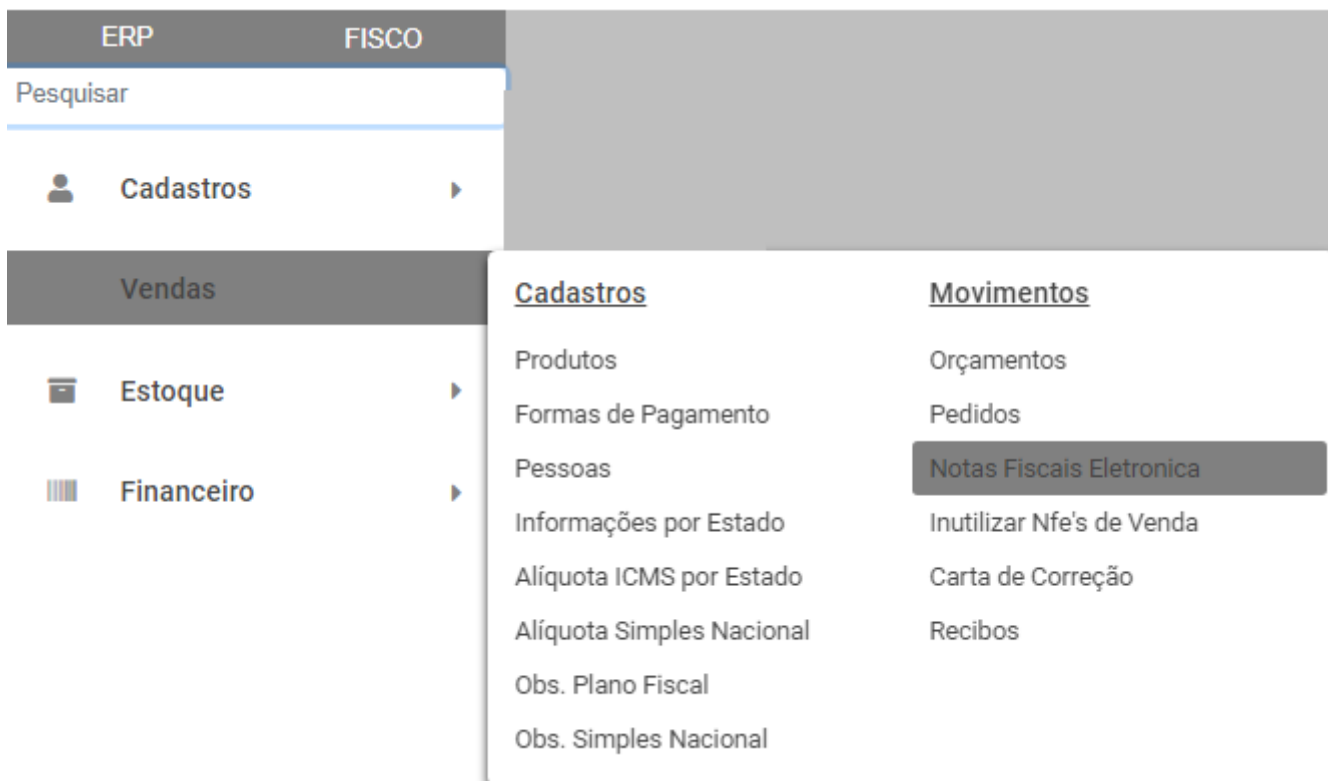 ERP FISCO
Pesquisar
Cadastros
Vendas
Estoque
Financeiro
Cadastros
Produtos
Formas de Pagamento
Pessoas
Informações por Estado
Alíquota ICMS por Estado
Alíquota Simples Nacional
Obs. Plano Fiscal
Obs. Simples Nacional
Movimentos
Orçamentos
Pedidos
Notas Fiscais Eletronica
Inutilizar Nfe's de Venda
Carta de Correção
Recibos